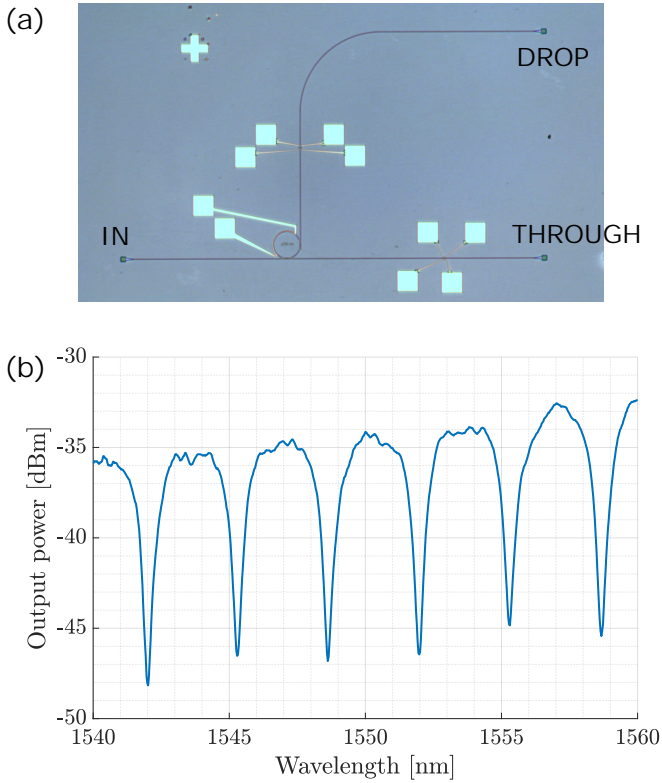 (a)
DROP
IN
THROUGH
(b)
-30
-35
-40
-45
-50
Output power [dBm]
1540
1545
1550
1555
1560
Wavelength [nm]